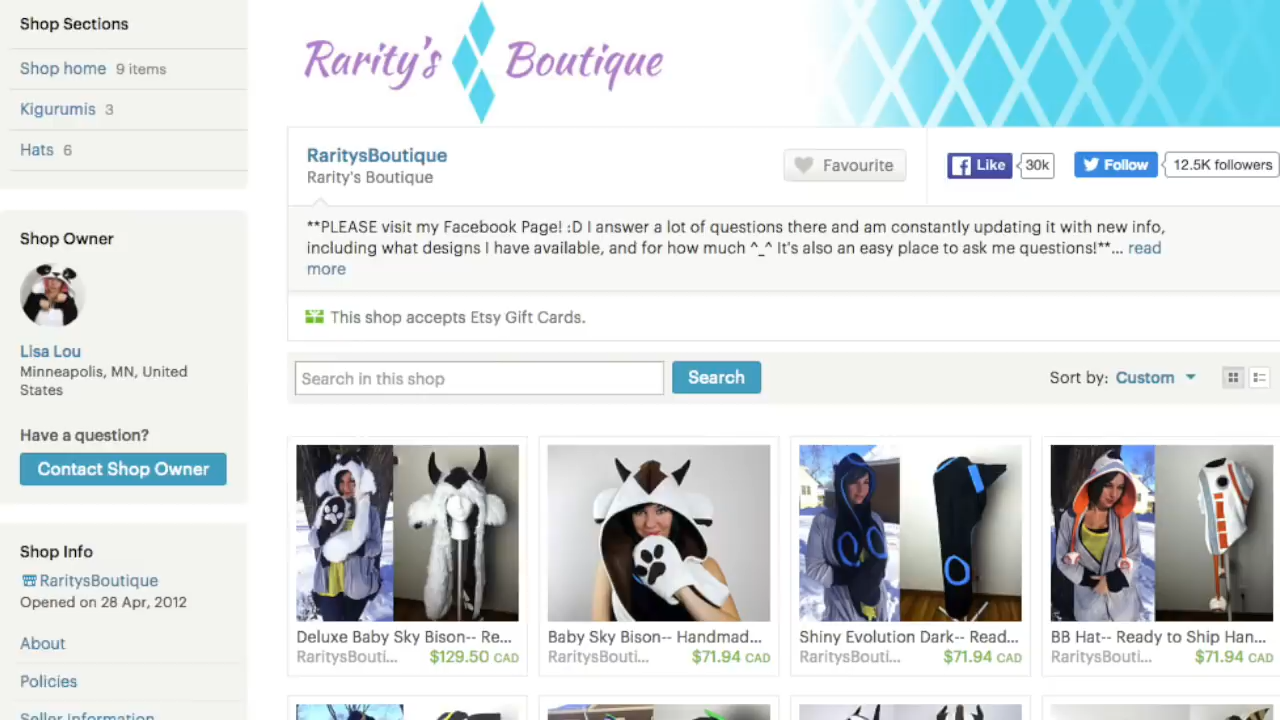 Shop Sections
Shop home 9 items
Kigurumis 3
Hats 6
Shop Owner
Lisa Lou
Minneapolis, MN, United
States
Have a question?
Contact Shop Owner
Shop Info
RaritysBoutique
Opened on 28 Apr, 2012
About
Policies
Seller Information
Rarity's Boutique
RaritysBoutique
Rarity's Boutique
Favourite
Like 30k
Follow 12.5K followers
**PLEASE visit my Facebook Page! :D I answer a lot of questions there and am constantly updating it with new info,
including what designs I have available, and for how much ^_^ It's also an easy place to ask me questions!**... read
more
This shop accepts Etsy Gift Cards.
Search in this shop
Search
Sort by: Custom
Deluxe Baby Sky Bison-- Re...
RaritysBouti... $129.50 CAD
Baby Sky Bison-- Handmad...
RaritysBouti... $71.94 CAD
Shiny Evolution Dark-- Read...
RaritysBouti... $71.94 CAD
BB Hat-- Ready to Ship Han...
RaritysBouti... $71.94 CAD